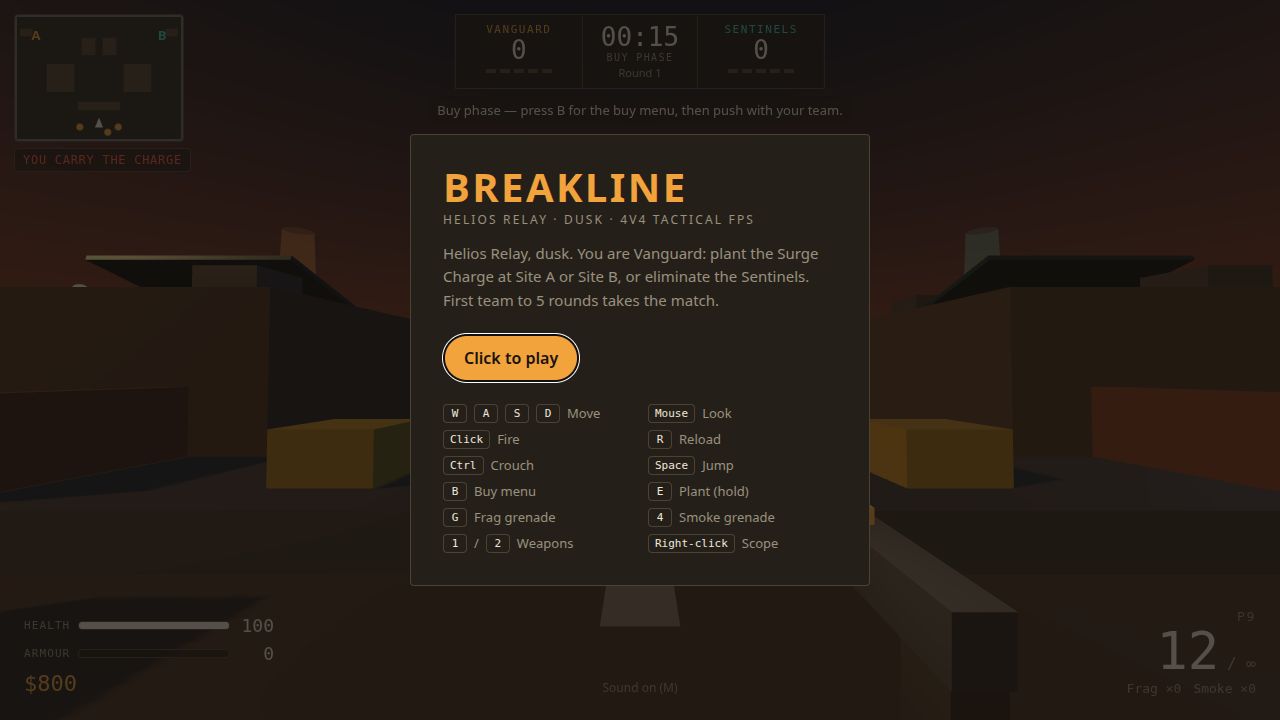 A
B
YOU CARRY THE CHARGE
VANGUARD
0
00:15
BUY PHASE
Round 1
SENTINELS
0
Buy phase — press B for the buy menu, then push with your team.
BREAKLINE
HELIOS RELAY · DUSK · 4V4 TACTICAL FPS
Helios Relay, dusk. You are Vanguard: plant the Surge
Charge at Site A or Site B, or eliminate the Sentinels.
First team to 5 rounds takes the match.
Click to play
W A S D Move
Mouse Look
Click Fire
R Reload
Ctrl Crouch
Space Jump
B Buy menu
E Plant (hold)
G Frag grenade
4 Smoke grenade
1 / 2 Weapons
Right-click Scope
HEALTH 100
ARMOUR 0
$800
Sound on (M)
P9
12 / ∞
Frag ×0 Smoke ×0